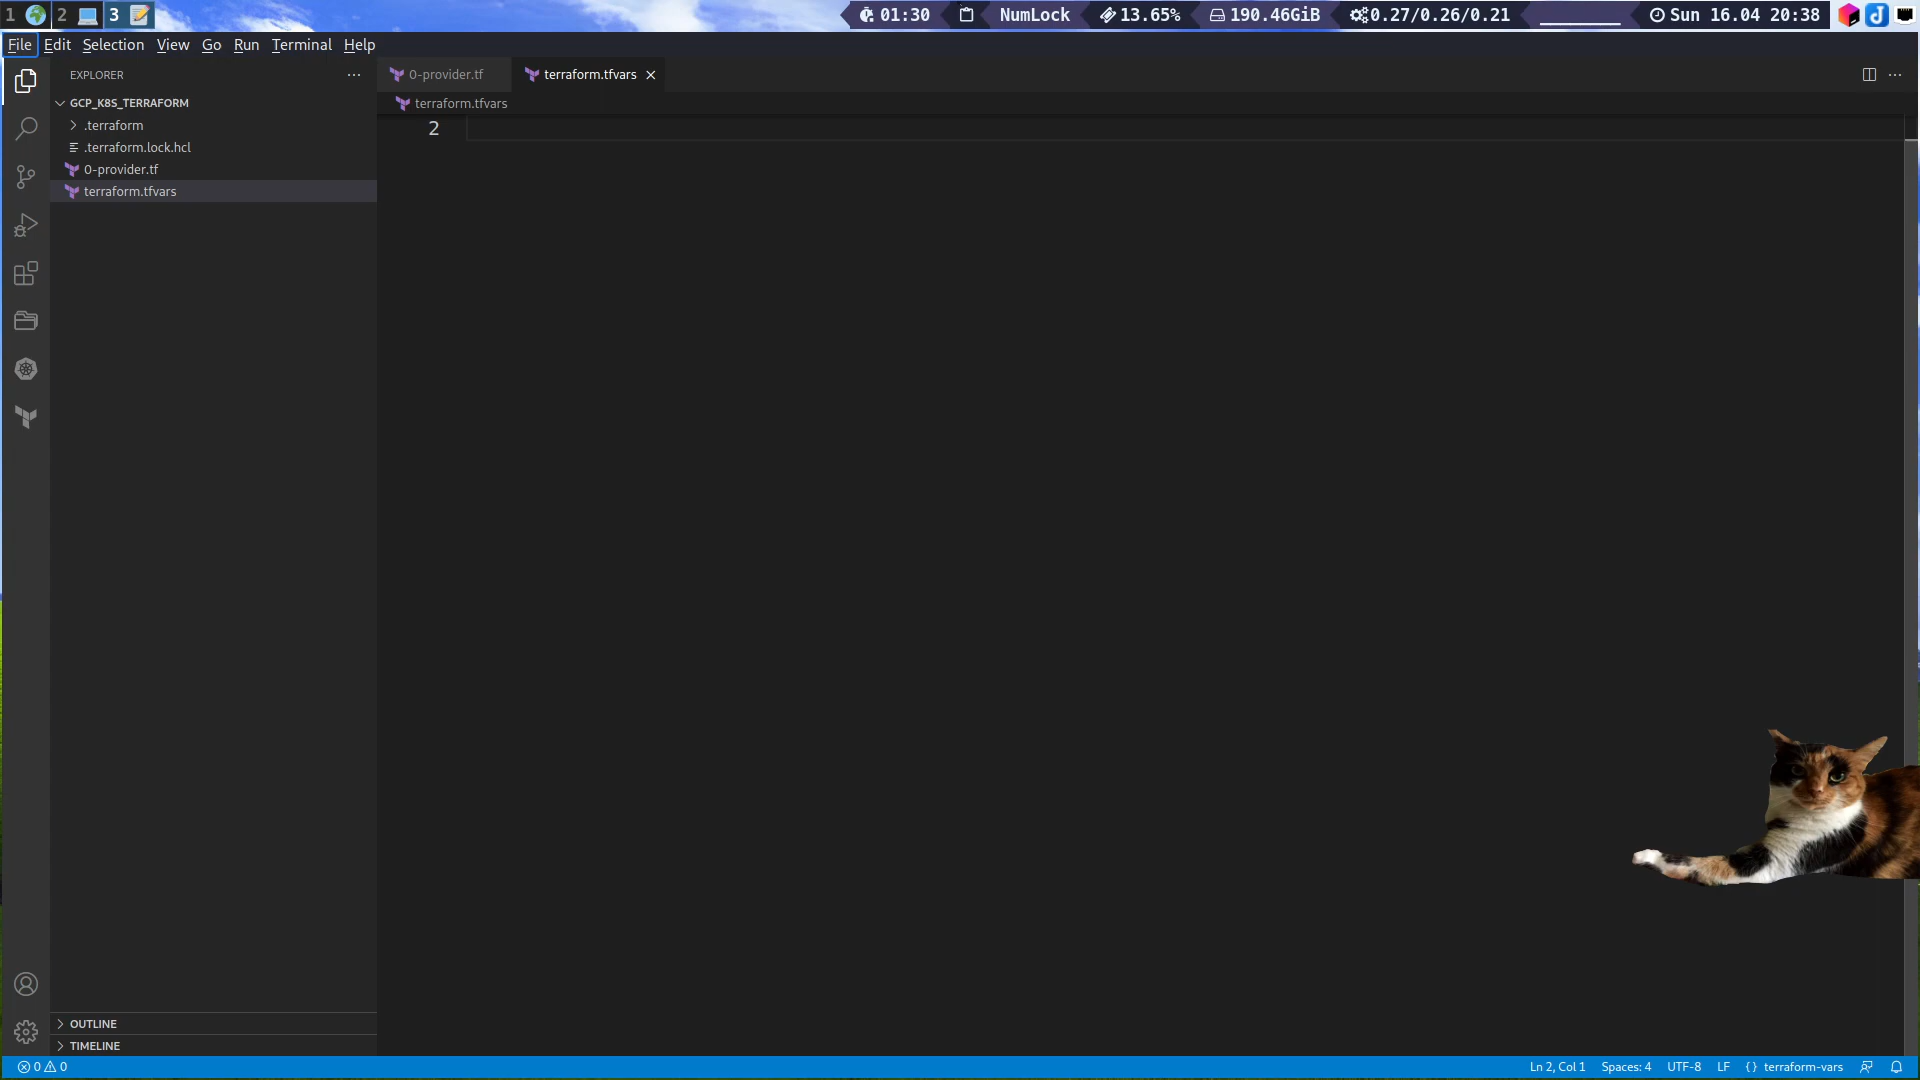 1 2 3 01:30 NumLock 13.65% 190.46GiB 0.27/0.26/0.21 Sun 16.04 20:38
File Edit Selection View Go Run Terminal Help
EXPLORER
GCP_K8S_TERRAFORM
.terraform
.terraform.lock.hcl
0-provider.tf
terraform.tfvars
0-provider.tf terraform.tfvars
terraform.tfvars
2
OUTLINE
TIMELINE
0 0 Ln 2, Col 1 Spaces: 4 UTF-8 LF {} terraform-vars